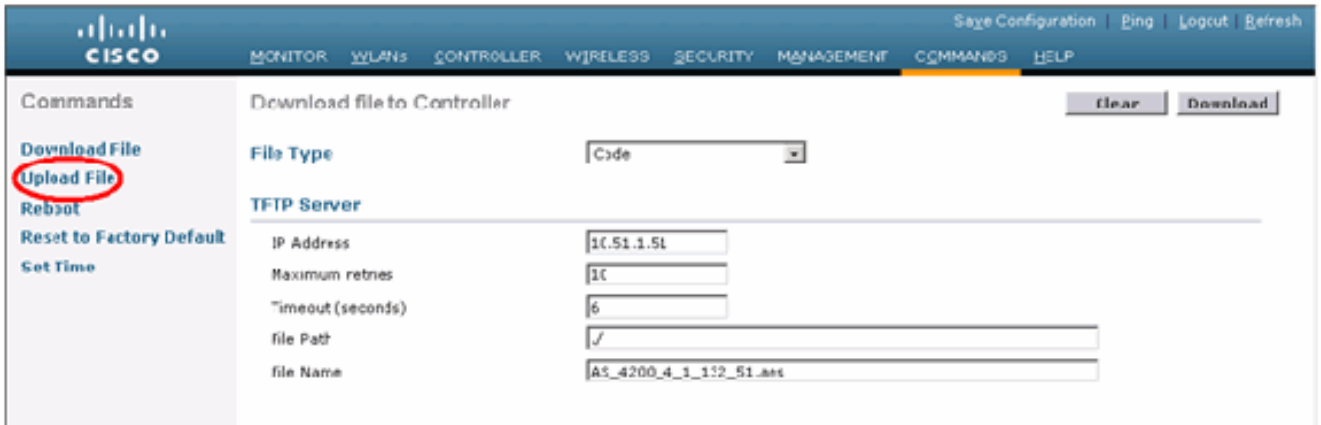 Save Configuration | Ping | Logout | Refresh
CISCO
MONITOR WLANs CONTROLLER WIRELESS SECURITY MANAGEMENT COMMANDS HELP
Commands
Download File
Upload File
Reboot
Reset to Factory Default
Set Time
Download file to Controller
Clear Download
File Type Code
TFTP Server
IP Address
Maximum retries 10
Timeout (seconds) 6
File Path ./
File Name